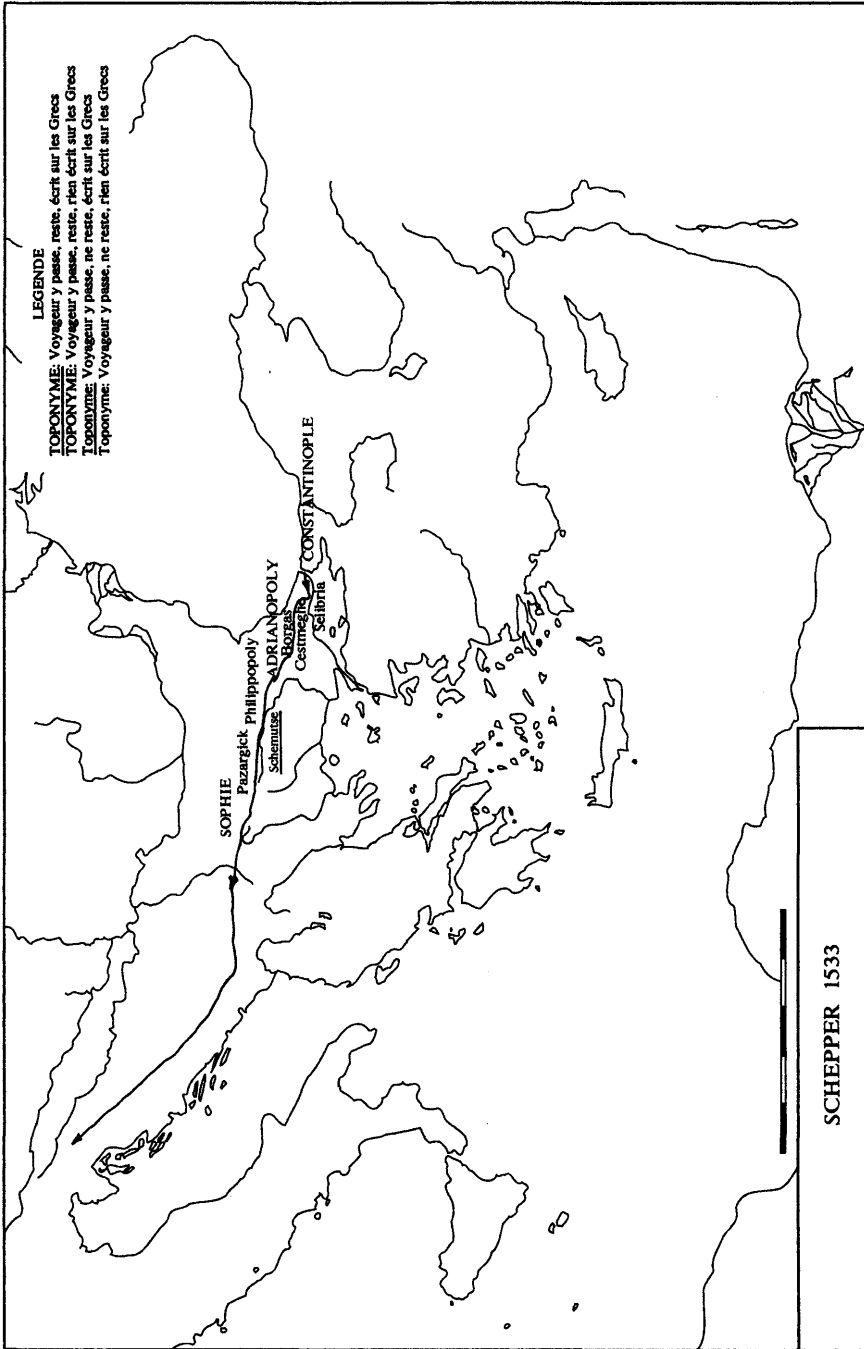 LEGENDE
TOPONYME: Voyageur y passe, reste, écrit sur les Grecs
TOPONYME: Voyageur y passe, reste, rien écrit sur les Grecs
Toponyme: Voyageur y passe, ne reste, écrit sur les Grecs
Toponyme: Voyageur y passe, ne reste, rien écrit sur les Grecs
SOPHIE
Pazargick
Philippopoly
Schemutse
ADRIANOPOLY
Borgas
Cestmeghe
Selibria
CONSTANTINOPLE
SCHEPPER 1533